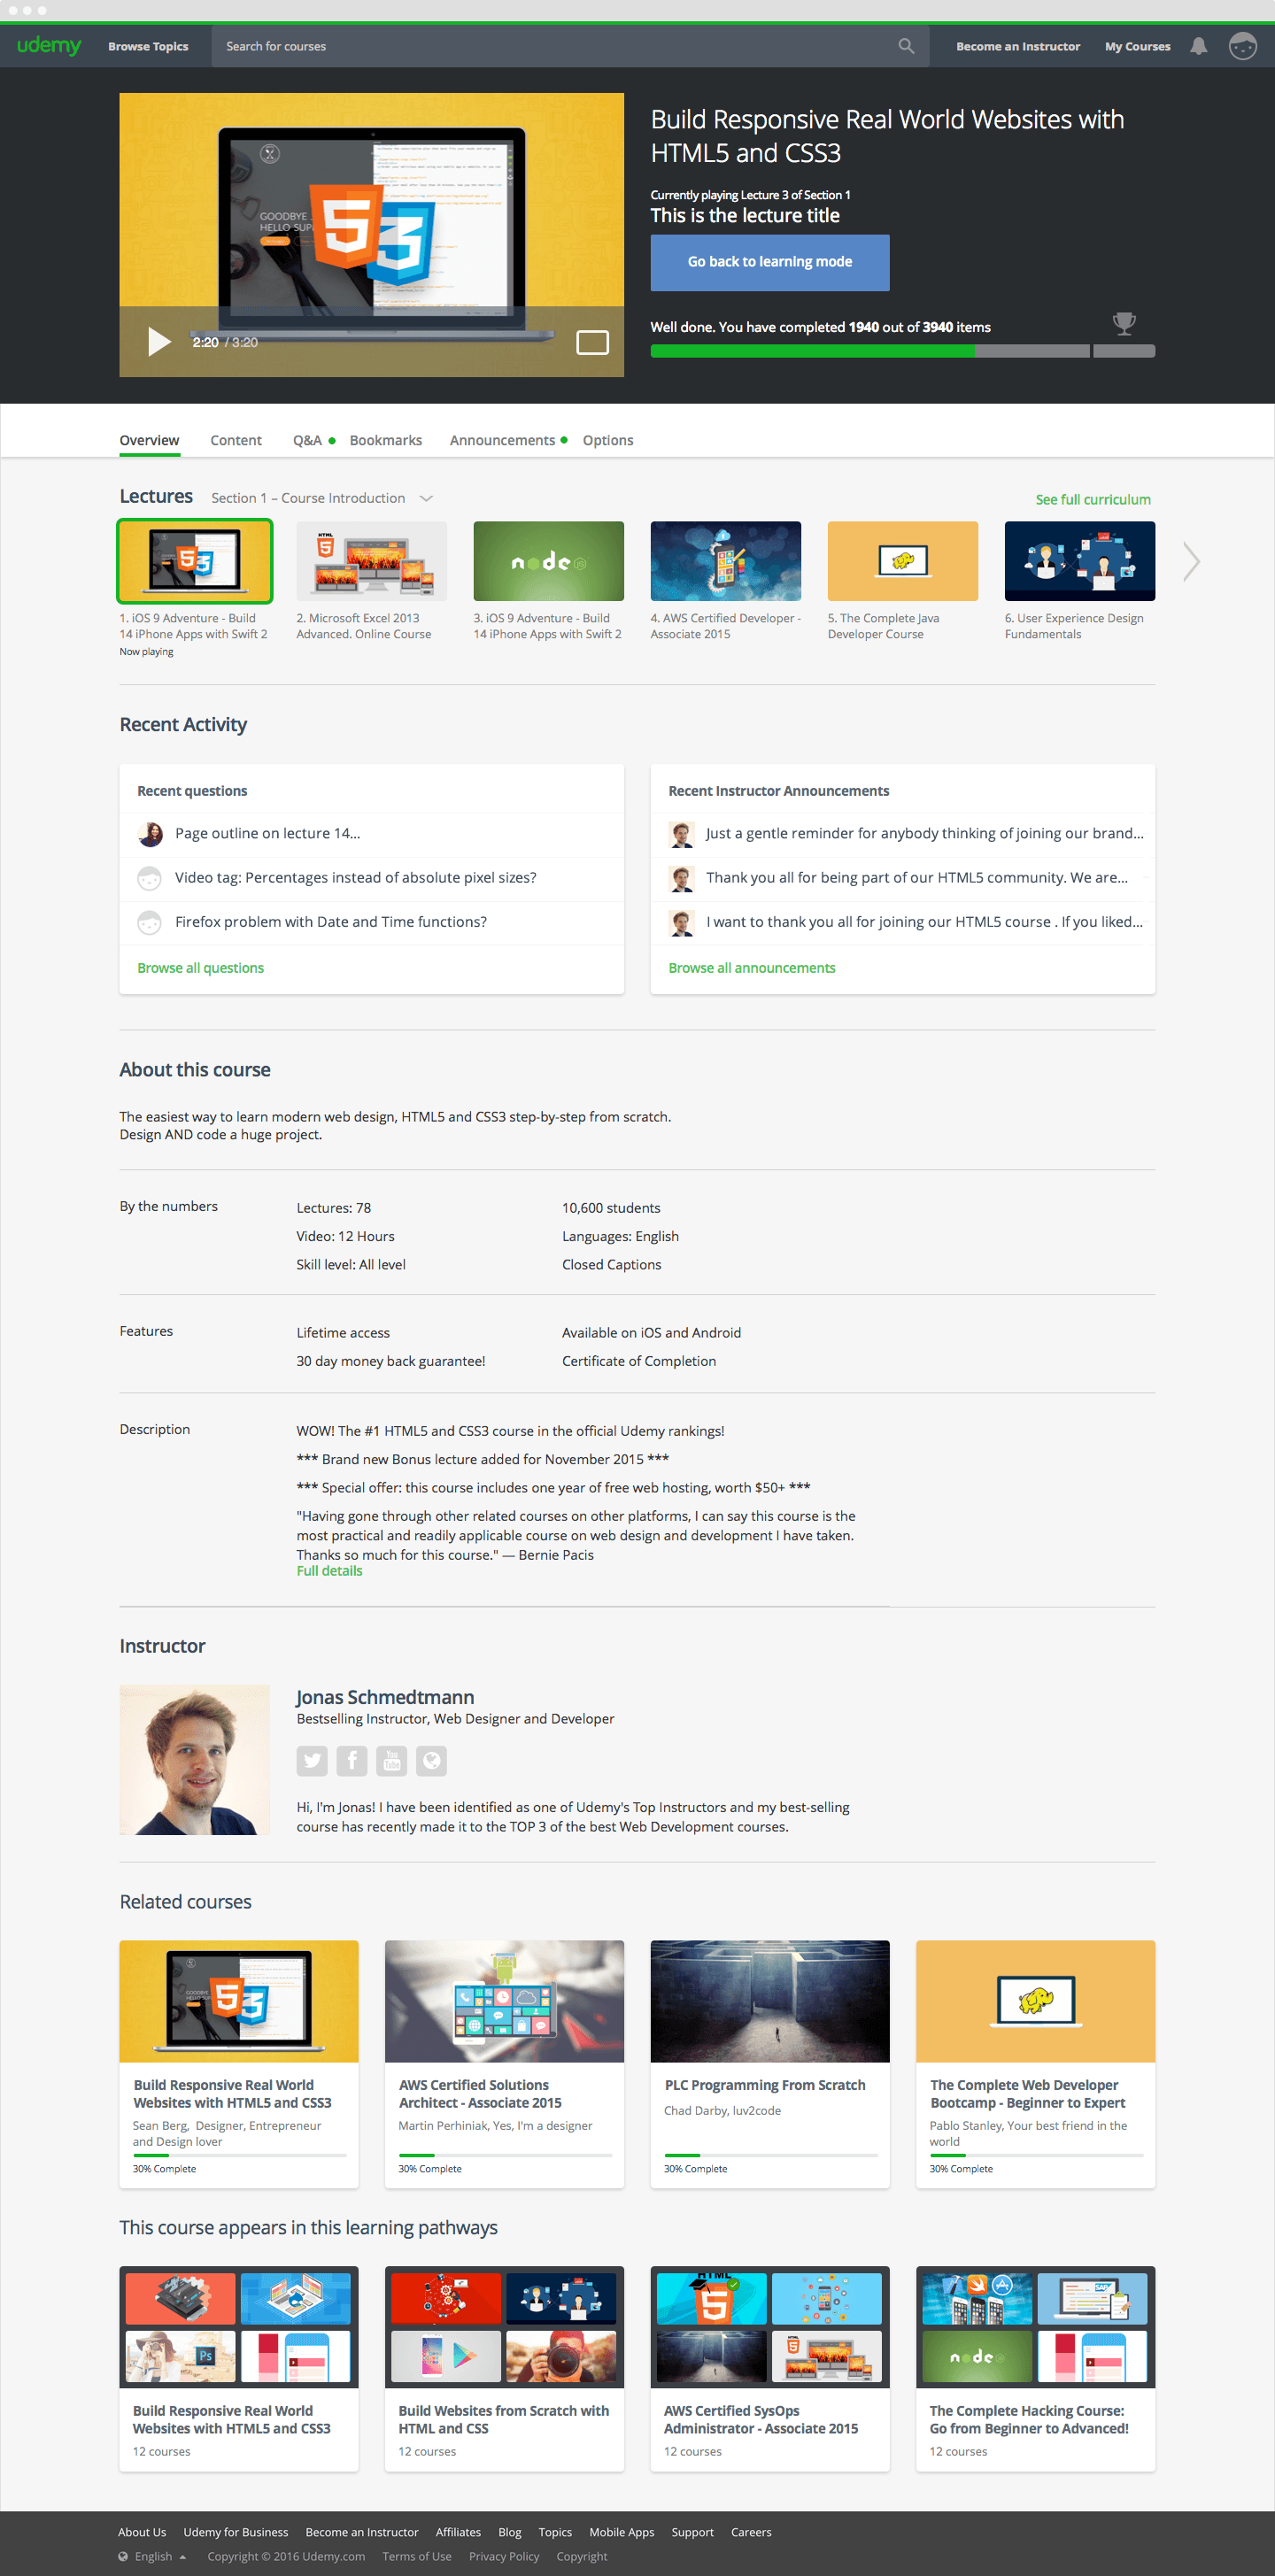 udemy
Browse Topics
Search for courses
Become an Instructor
My Courses
GOODBYE
HELLO SUP
5
3
2:20 / 3:20
Build Responsive Real World Websites with
HTML5 and CSS3
Currently playing Lecture 3 of Section 1
This is the lecture title
Go back to learning mode
Well done. You have completed 1940 out of 3940 items
Overview
Content
Q&A
Bookmarks
Announcements
Options
Lectures
Section 1 – Course Introduction
See full curriculum
5
3
HTML
5
node
JS
1. iOS 9 Adventure - Build
14 iPhone Apps with Swift 2
Now playing
2. Microsoft Excel 2013
Advanced. Online Course
3. iOS 9 Adventure - Build
14 iPhone Apps with Swift 2
4. AWS Certified Developer -
Associate 2015
5. The Complete Java
Developer Course
6. User Experience Design
Fundamentals
Recent Activity
Recent questions
Page outline on lecture 14...
Video tag: Percentages instead of absolute pixel sizes?
Firefox problem with Date and Time functions?
Browse all questions
Recent Instructor Announcements
Just a gentle reminder for anybody thinking of joining our brand...
Thank you all for being part of our HTML5 community. We are...
I want to thank you all for joining our HTML5 course . If you liked...
Browse all announcements
About this course
The easiest way to learn modern web design, HTML5 and CSS3 step-by-step from scratch.
Design AND code a huge project.
By the numbers
Lectures: 78
10,600 students
Video: 12 Hours
Languages: English
Skill level: All level
Closed Captions
Features
Lifetime access
Available on iOS and Android
30 day money back guarantee!
Certificate of Completion
Description
WOW! The #1 HTML5 and CSS3 course in the official Udemy rankings!
*** Brand new Bonus lecture added for November 2015 ***
*** Special offer: this course includes one year of free web hosting, worth $50+ ***
"Having gone through other related courses on other platforms, I can say this course is the
most practical and readily applicable course on web design and development I have taken.
Thanks so much for this course." — Bernie Pacis
Full details
Instructor
Jonas Schmedtmann
Bestselling Instructor, Web Designer and Developer
You
Tube
Hi, I'm Jonas! I have been identified as one of Udemy's Top Instructors and my best-selling
course has recently made it to the TOP 3 of the best Web Development courses.
Related courses
5
3
Build Responsive Real World
Websites with HTML5 and CSS3
Sean Berg, Designer, Entrepreneur
and Design lover
30% Complete
AWS Certified Solutions
Architect - Associate 2015
Martin Perhiniak, Yes, I'm a designer
30% Complete
PLC Programming From Scratch
Chad Darby, luv2code
30% Complete
The Complete Web Developer
Bootcamp - Beginner to Expert
Pablo Stanley, Your best friend in the
world
30% Complete
This course appears in this learning pathways
Ps
HTML
5
HTML
5
SAP
node
Build Responsive Real World
Websites with HTML5 and CSS3
12 courses
Build Websites from Scratch with
HTML and CSS
12 courses
AWS Certified SysOps
Administrator - Associate 2015
12 courses
The Complete Hacking Course:
Go from Beginner to Advanced!
12 courses
About Us
Udemy for Business
Become an Instructor
Affiliates
Blog
Topics
Mobile Apps
Support
Careers
English
Copyright © 2016 Udemy.com
Terms of Use
Privacy Policy
Copyright